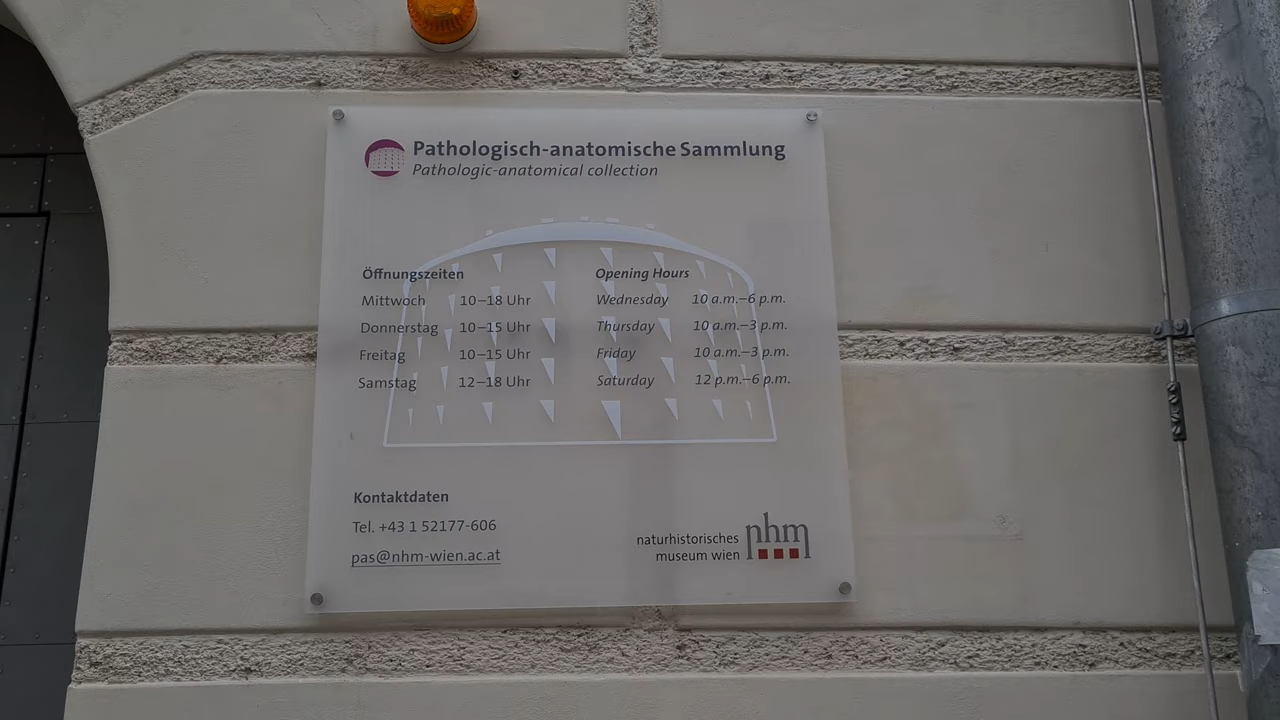 Pathologisch-anatomische Sammlung
Pathologic-anatomical collection
Öffnungszeiten
Mittwoch 10–18 Uhr
Donnerstag 10–15 Uhr
Freitag 10–15 Uhr
Samstag 12–18 Uhr
Opening Hours
Wednesday 10 a.m.–6 p.m.
Thursday 10 a.m.–3 p.m.
Friday 10 a.m.–3 p.m.
Saturday 12 p.m.–6 p.m.
Kontaktdaten
Tel. +43 1 52177-606
pas@nhm-wien.ac.at
naturhistorisches
museum wien
nhm